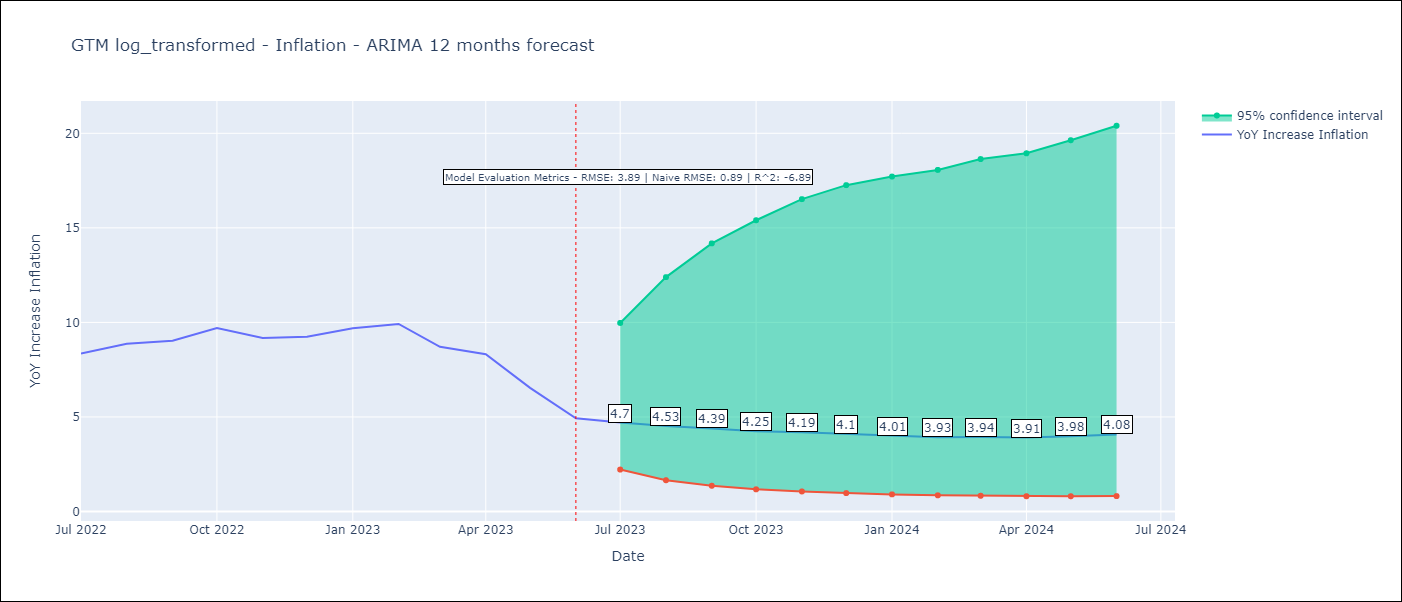 GTM log_transformed - Inflation - ARIMA 12 months forecast
95% confidence interval
YoY Increase Inflation
Model Evaluation Metrics - RMSE: 3.89 | Naive RMSE: 0.89 | R^2: -6.89
YoY Increase Inflation
20
15
10
5
0
4.7
4.53
4.39
4.25
4.19
4.1
4.01
3.93
3.94
3.91
3.98
4.08
Jul 2022
Oct 2022
Jan 2023
Apr 2023
Jul 2023
Oct 2023
Jan 2024
Apr 2024
Jul 2024
Date